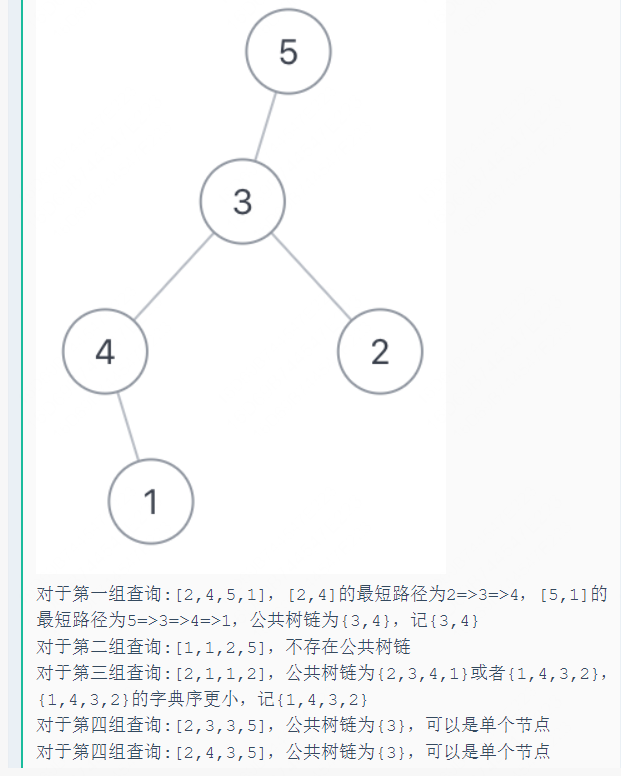 5
3
4
2
1
对于第一组查询:[2,4,5,1], [2,4]的最短路径为2=>3=>4, [5,1]的
最短路径为5=>3=>4=>1, 公共树链为{3,4}, 记{3,4}
对于第二组查询:[1,1,2,5], 不存在公共树链
对于第三组查询:[2,1,1,2], 公共树链为{2,3,4,1}或者{1,4,3,2},
{1,4,3,2}的字典序更小, 记{1,4,3,2}
对于第四组查询:[2,3,3,5], 公共树链为{3}, 可以是单个节点
对于第四组查询:[2,4,3,5], 公共树链为{3}, 可以是单个节点